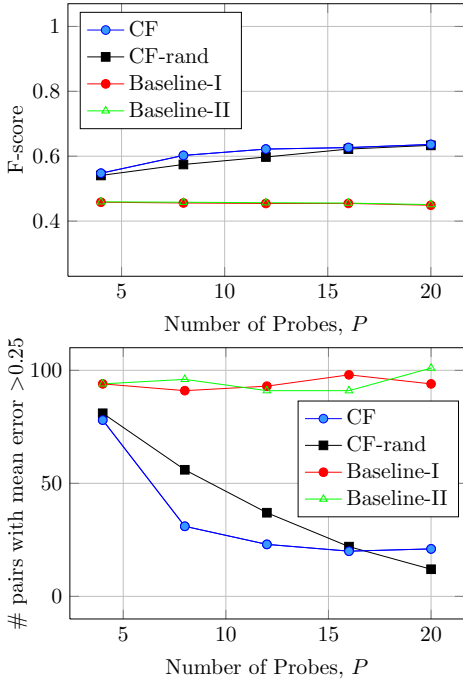 CF
CF-rand
Baseline-I
Baseline-II
1
0.8
0.6
0.4
F-score
5
10
15
20
Number of Probes, P
100
50
0
# pairs with mean error >0.25
CF
CF-rand
Baseline-I
Baseline-II
5
10
15
20
Number of Probes, P